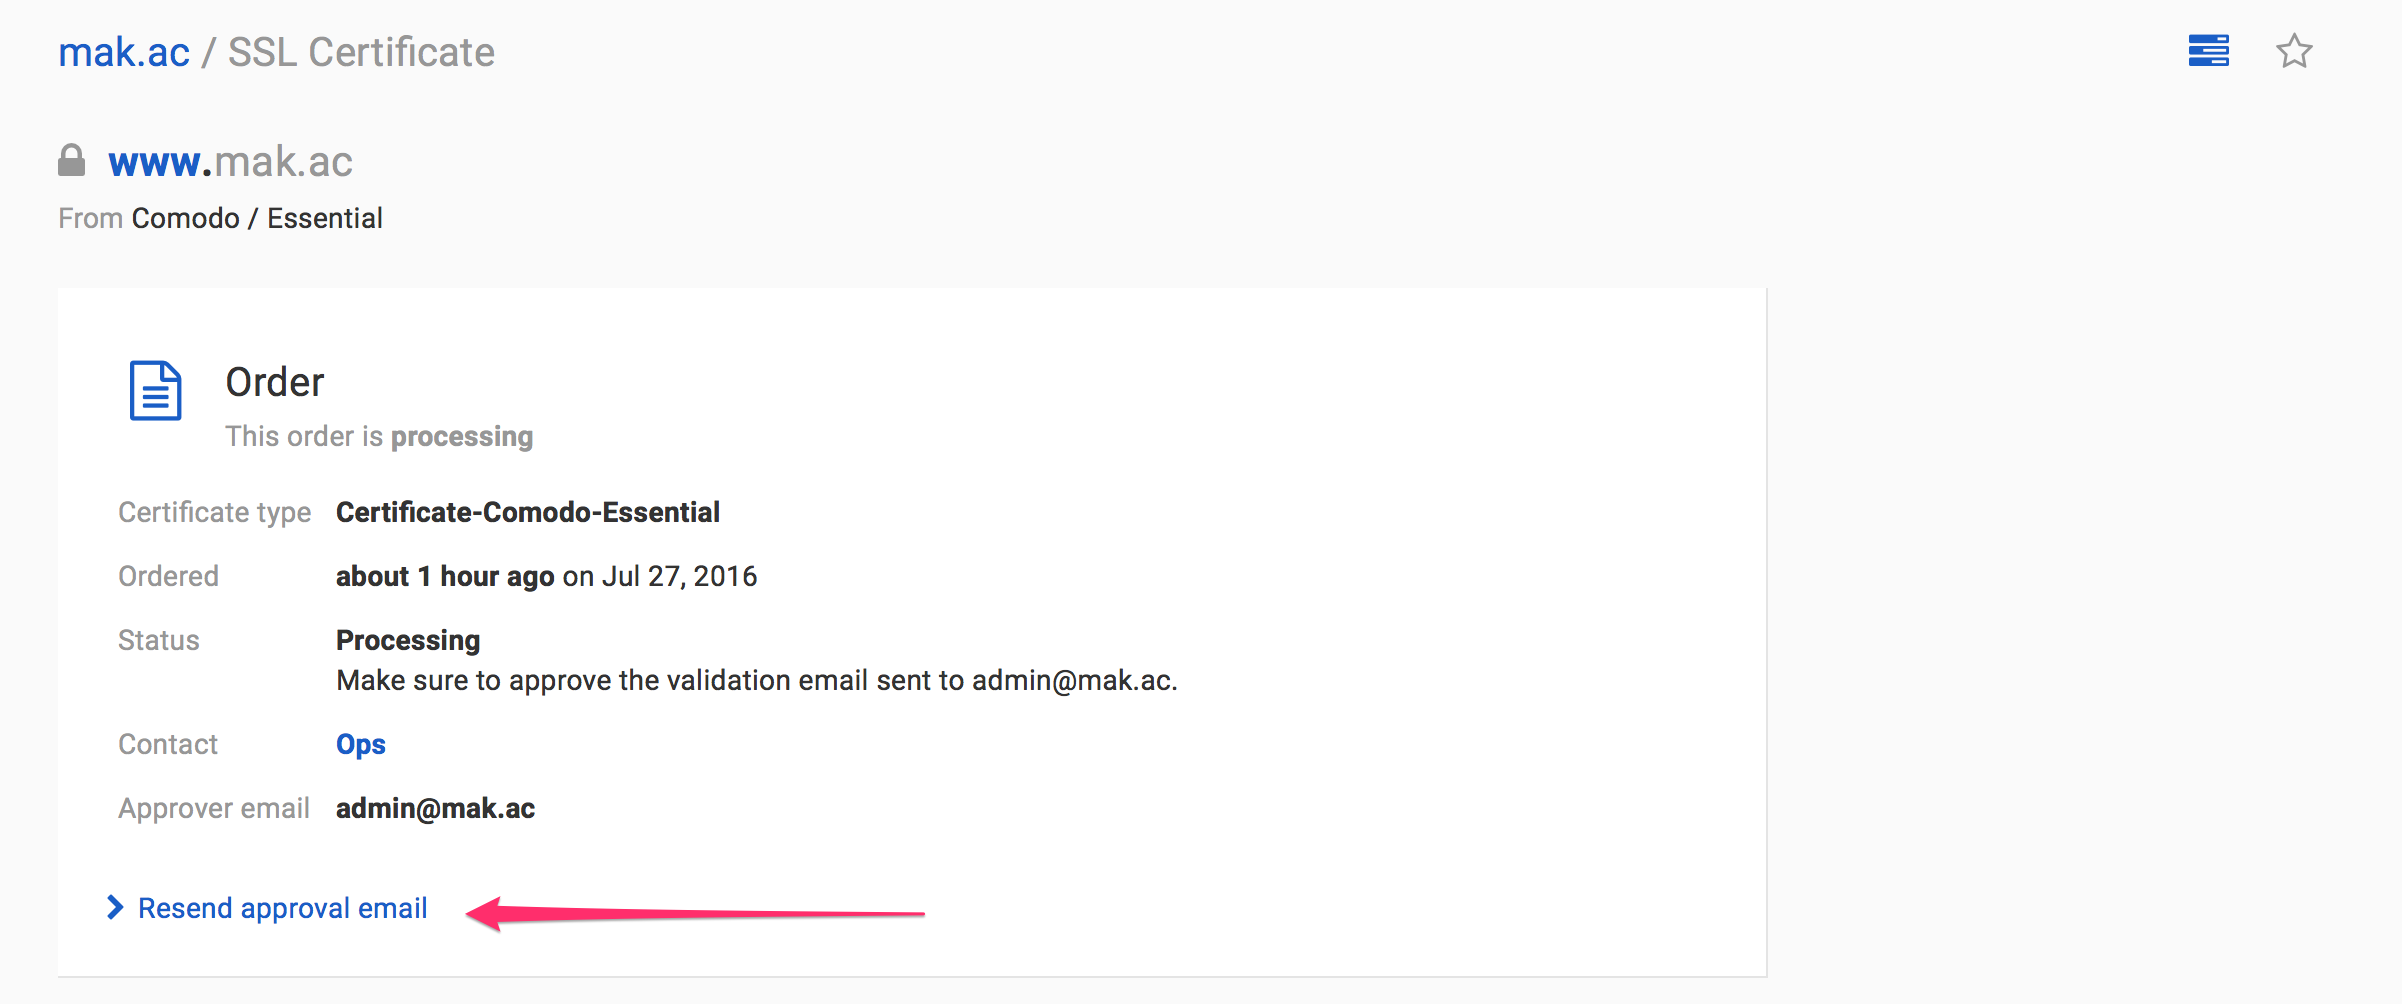 mak.ac / SSL Certificate
www.mak.ac
From Comodo / Essential
Order
This order is processing
Certificate type Certificate-Comodo-Essential
Ordered about 1 hour ago on Jul 27, 2016
Status Processing
Make sure to approve the validation email sent to admin@mak.ac.
Contact Ops
Approver email admin@mak.ac
Resend approval email